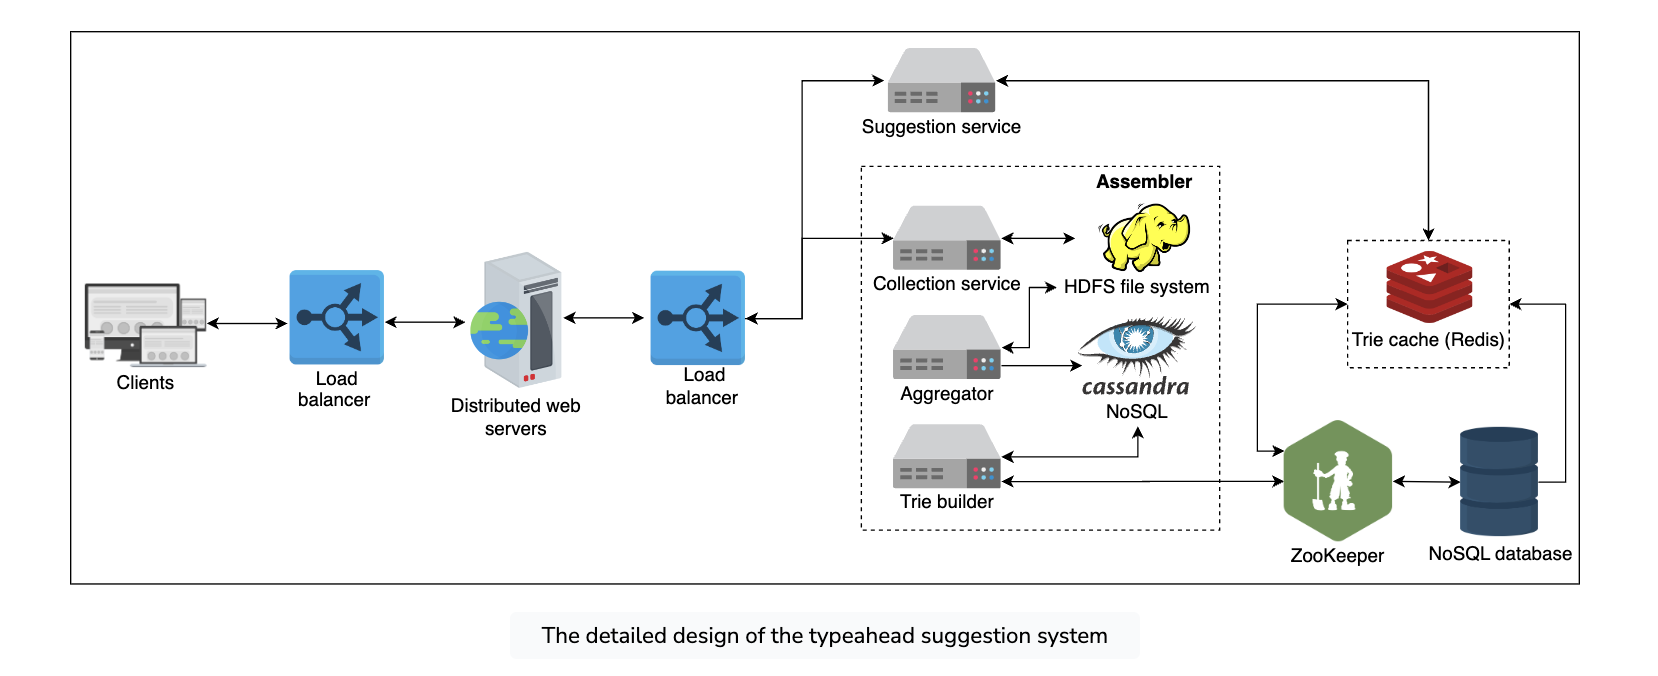 Suggestion service
Assembler
Collection service
HDFS file system
Clients
Load
balancer
Distributed web
servers
Load
balancer
Aggregator
cassandra
NoSQL
Trie builder
Trie cache (Redis)
ZooKeeper
NoSQL database
The detailed design of the typeahead suggestion system